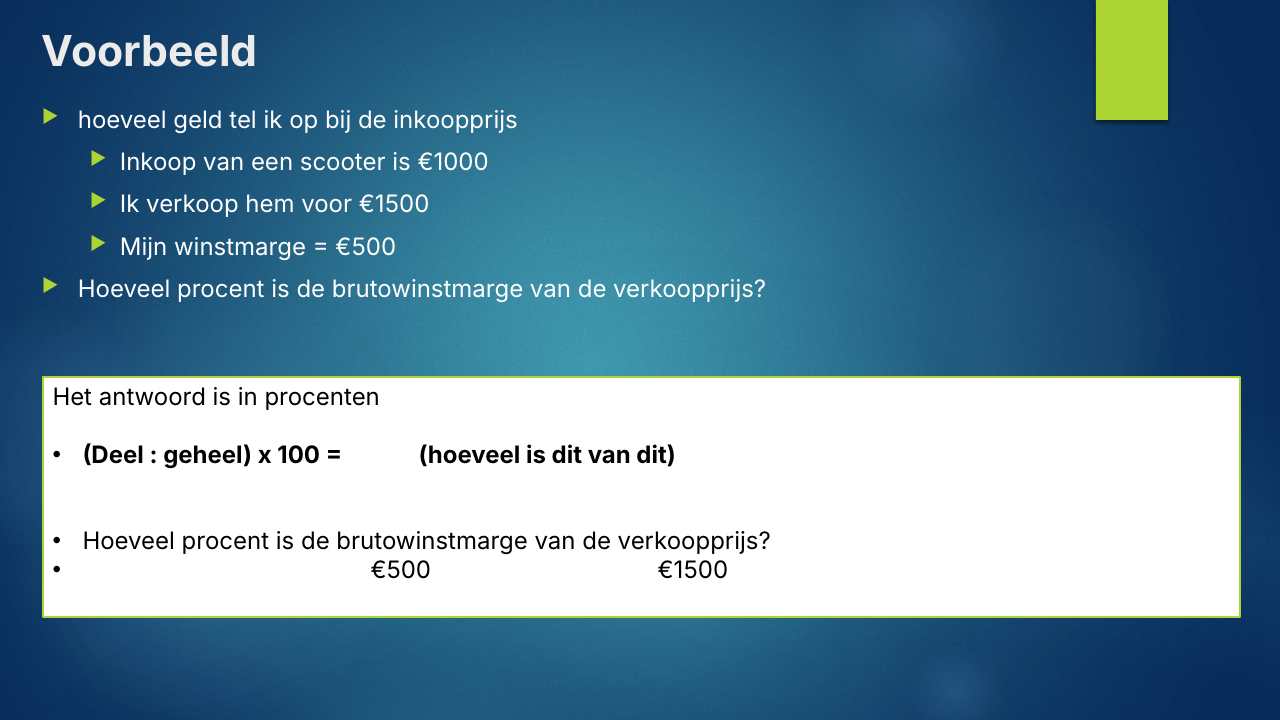 Voorbeeld
hoeveel geld tel ik op bij de inkoopprijs
Inkoop van een scooter is €1000
Ik verkoop hem voor €1500
Mijn winstmarge = €500
Hoeveel procent is de brutowinstmarge van de verkoopprijs?
Het antwoord is in procenten
• (Deel : geheel) x 100 = (hoeveel is dit van dit)
• Hoeveel procent is de brutowinstmarge van de verkoopprijs?
• €500 €1500